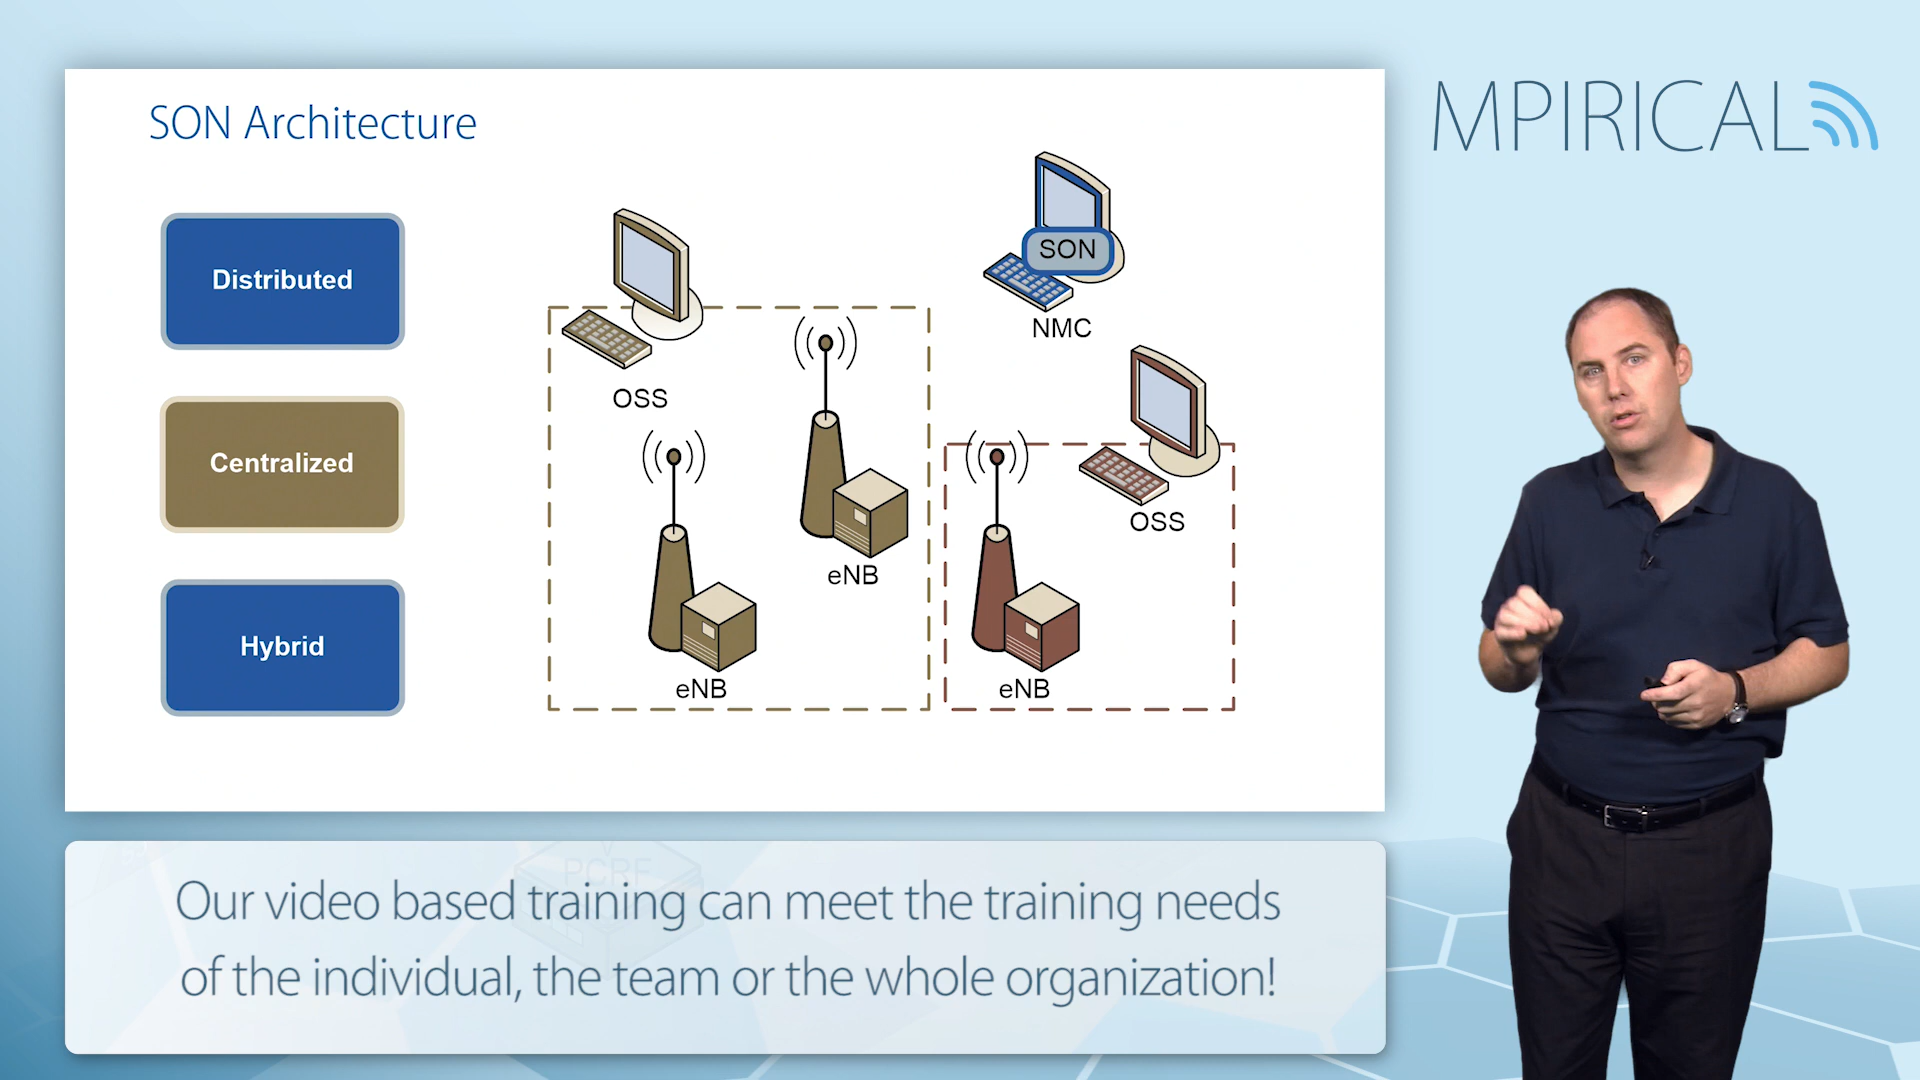 SON Architecture
MPIRICAL
Distributed
Centralized
Hybrid
SON
NMC
OSS
OSS
eNB
eNB
eNB
PCRF
Our video based training can meet the training needs
of the individual, the team or the whole organization!